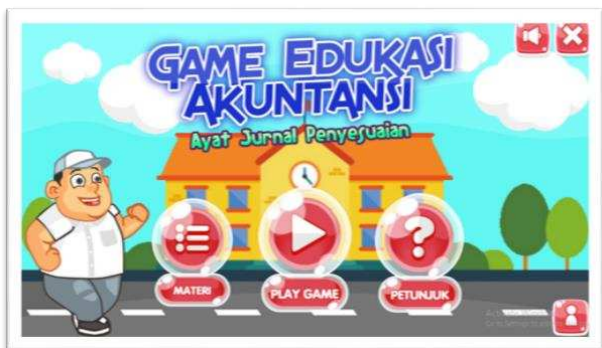 GAME EDUKASI
AKUNTANSI
Ayat Jurnal Penyesuaian
MATERI
PLAY GAME
PETUNJUK